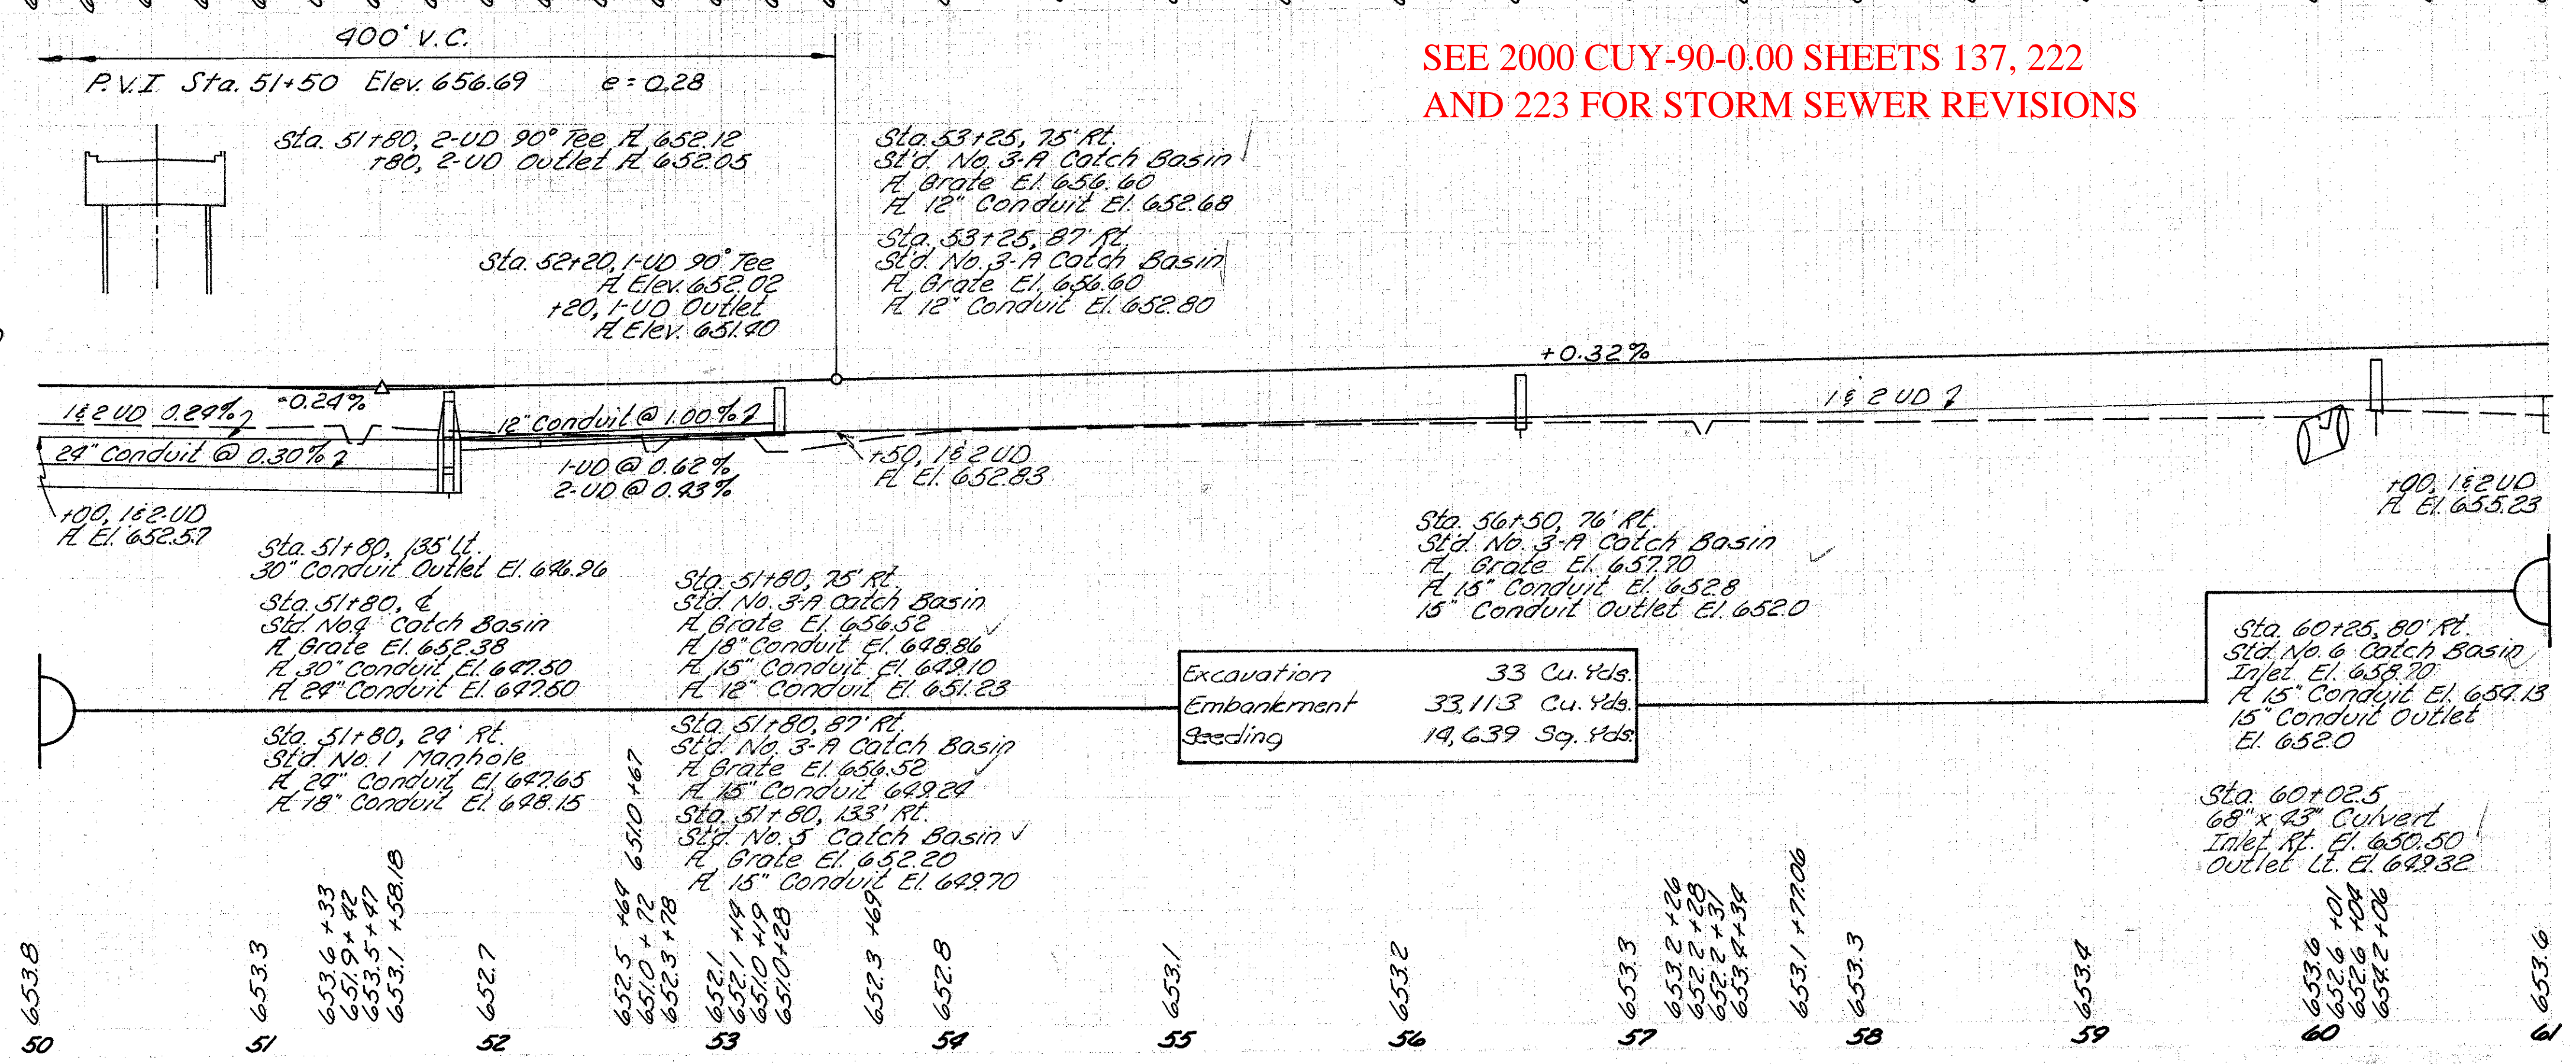 400' V.C.
P.V.I. Sta. 51+50 Elev. 656.69 e = 0.28
SEE 2000 CUY-90-0.00 SHEETS 137, 222
AND 223 FOR STORM SEWER REVISIONS
Sta. 51+80, 2-UD 90° Tee Fl 652.12
+80, 2-UD Outlet Fl 652.05
Sta. 52+20, 1-UD 90° Tee
Fl Elev. 652.02
+20, 1-UD Outlet
Fl Elev. 651.40
Sta. 53+25, 75' Rt.
St'd. No. 3-A Catch Basin
Fl Grate El. 656.60
Fl 12" Conduit El. 652.68
Sta. 53+25, 87' Rt.
St'd. No. 3-A Catch Basin
Fl Grate El. 656.60
Fl 12" Conduit El. 652.80
+0.32%
1 & 2 UD 0.24%
-0.24%
12" Conduit @ 1.00%
1 & 2 UD
24" Conduit @ 0.30%
1-UD @ 0.62%
2-UD @ 0.43%
+50, 1 & 2 UD
Fl El. 652.83
+00, 1 & 2-UD
Fl El. 652.57
+00, 1 & 2 UD
Fl El. 655.23
Sta. 51+80, 135' Lt.
30" Conduit Outlet El. 646.96
Sta. 51+80, ℄
Std. No. 4 Catch Basin
Fl Grate El. 652.38
Fl 30" Conduit El. 647.50
Fl 24" Conduit El. 647.60
Sta. 51+80, 24' Rt.
St'd. No. 1 Manhole
Fl 24" Conduit El. 647.65
Fl 18" Conduit El. 648.15
Sta. 51+80, 75' Rt.
St'd. No. 3-A Catch Basin
Fl Grate El. 656.52
Fl 18" Conduit El. 648.86
Fl 15" Conduit El. 649.10
Fl 12" Conduit El. 651.23
Sta. 51+80, 87' Rt.
St'd. No. 3-A Catch Basin
Fl Grate El. 656.52
Fl 15" Conduit 649.24
Sta. 51+80, 133' Rt.
St'd. No. 5 Catch Basin
Fl Grate El. 652.20
Fl 15" Conduit El. 649.70
Sta. 56+50, 76' Rt.
Std. No. 3-A Catch Basin
Fl Grate El. 657.70
Fl 15" Conduit El. 652.8
15" Conduit Outlet El. 652.0
Excavation 33 Cu. Yds.
Embankment 33,113 Cu. Yds.
Seeding 14,639 Sq. Yds.
Sta. 60+25, 80' Rt.
Std. No. 6 Catch Basin
Inlet El. 658.70
Fl 15" Conduit El. 654.13
15" Conduit Outlet
El. 652.0
Sta. 60+02.5
68" x 43" Culvert
Inlet Rt. El. 650.50
Outlet Lt. El. 649.32
653.8
653.3
653.6 +33
651.9 +42
653.5 +47
653.1 +58.18
652.7
652.5 +64
651.0 +67
651.0 +72
652.3 +78
652.1
652.1 +14
651.0 +19
651.0 +28
652.3 +69
652.8
653.1
653.2
653.3
653.2 +26
652.2 +28
652.2 +31
653.4 +34
653.1 +77.06
653.3
653.4
653.6
652.6 +01
652.6 +04
654.2 +06
653.6
50 51 52 53 54 55 56 57 58 59 60 61